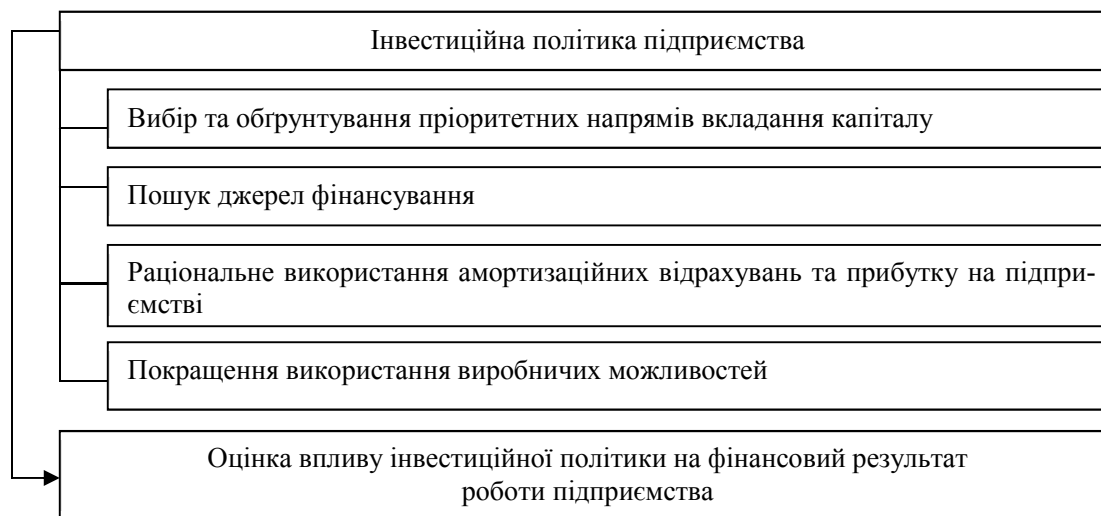 Інвестиційна політика підприємства
Вибір та обґрунтування пріоритетних напрямів вкладання капіталу
Пошук джерел фінансування
Раціональне використання амортизаційних відрахувань та прибутку на підпри-
ємстві
Покращення використання виробничих можливостей
Оцінка впливу інвестиційної політики на фінансовий результат
роботи підприємства